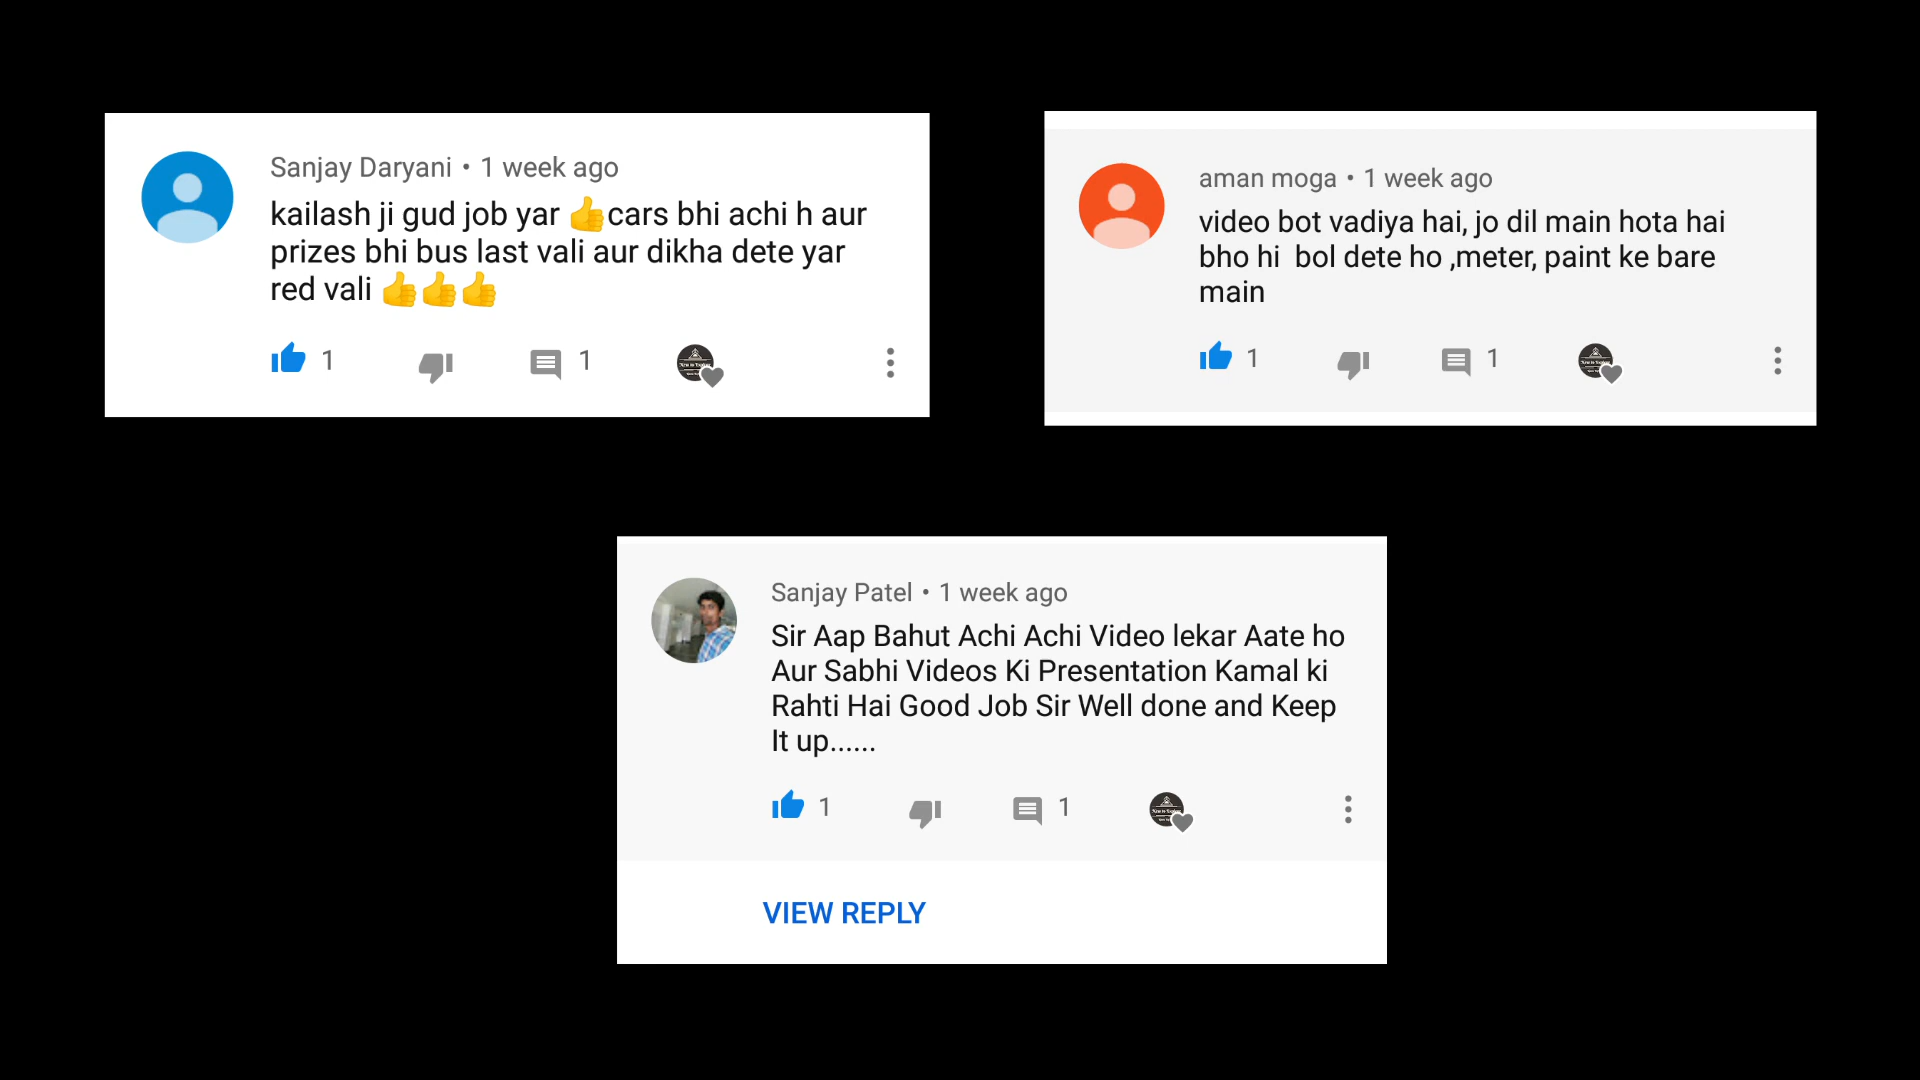 Sanjay Daryani • 1 week ago
kailash ji gud job yar 👍cars bhi achi h aur
prizes bhi bus last vali aur dikha dete yar
red vali 👍👍👍
1 1
aman moga • 1 week ago
video bot vadiya hai, jo dil main hota hai
bho hi  bol dete ho ,meter, paint ke bare
main
1 1
Sanjay Patel • 1 week ago
Sir Aap Bahut Achi Achi Video lekar Aate ho
Aur Sabhi Videos Ki Presentation Kamal ki
Rahti Hai Good Job Sir Well done and Keep
It up......
1 1
VIEW REPLY